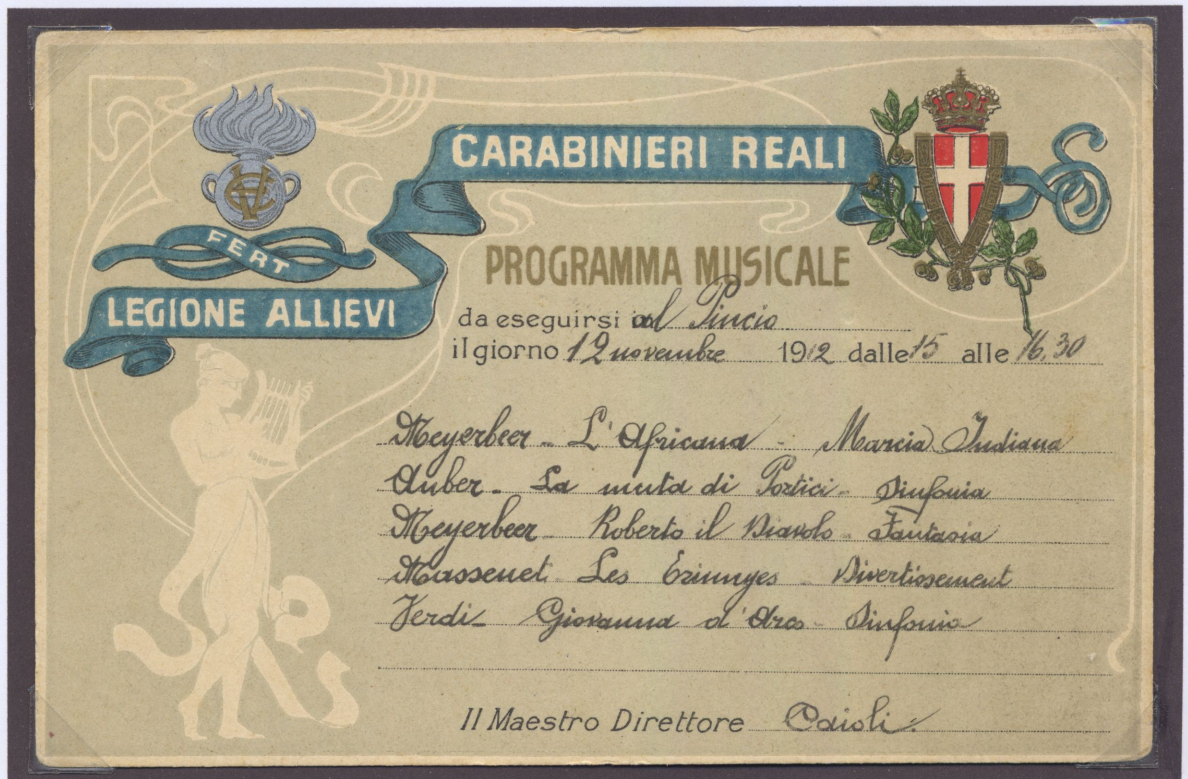 CARABINIERI REALI
FERT
LEGIONE ALLIEVI
PROGRAMMA MUSICALE
da eseguirsi al Pincio
il giorno 12 novembre 1912 dalle 15 alle 16.30
Meyerbeer - L'Africana - Marcia Indiana
Auber - La muta di Portici - Sinfonia
Meyerbeer - Roberto il Diavolo - Fantasia
Massenet - Les Erinnyes - Divertissement
Verdi - Giovanna d'Arco - Sinfonia
Il Maestro Direttore Caioli.